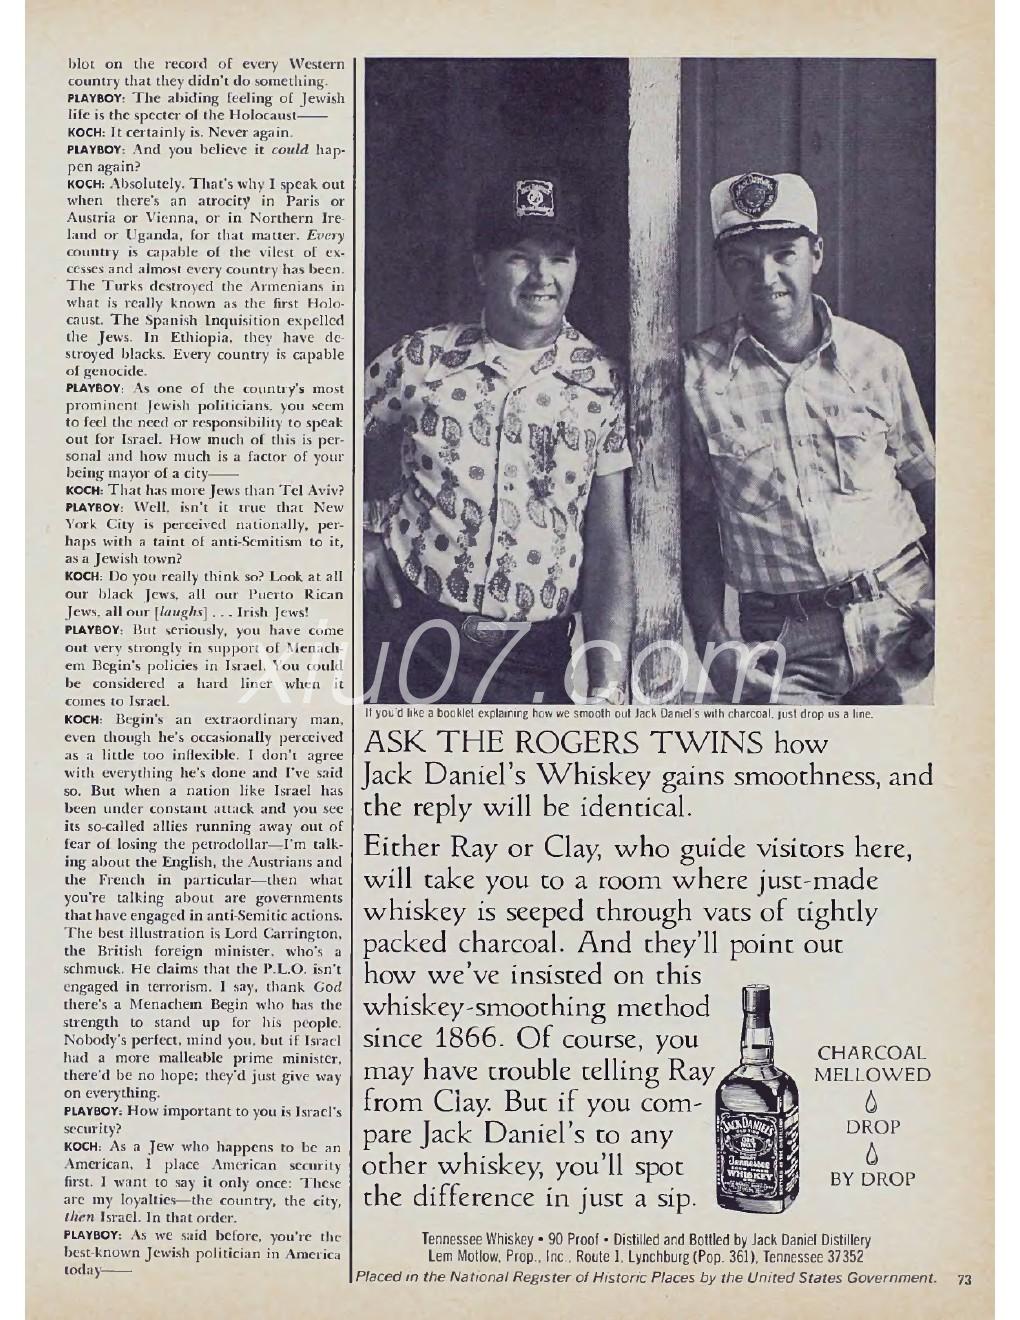 blot on the record of every Western
country that they didn't do something.
PLAYBOY: The abiding feeling of Jewish
life is the specter of the Holocaust——
KOCH: It certainly is. Never again.
PLAYBOY: And you believe it could hap-
pen again?
KOCH: Absolutely. That's why I speak out
when there's an atrocity in Paris or
Austria or Vienna, or in Northern Ire-
land or Uganda, for that matter. Every
country is capable of the vilest of ex-
cesses and almost every country has been.
The Turks destroyed the Armenians in
what is really known as the first Holo-
caust. The Spanish Inquisition expelled
the Jews. In Ethiopia, they have de-
stroyed blacks. Every country is capable
of genocide.
PLAYBOY: As one of the country's most
prominent Jewish politicians, you seem
to feel the need or responsibility to speak
out for Israel. How much of this is per-
sonal and how much is a factor of your
being mayor of a city——
KOCH: That has more Jews than Tel Aviv?
PLAYBOY: Well, isn't it true that New
York City is perceived nationally, per-
haps with a taint of anti-Semitism to it,
as a Jewish town?
KOCH: Do you really think so? Look at all
our black Jews, all our Puerto Rican
Jews, all our [laughs] . . . Irish Jews!
PLAYBOY: But seriously, you have come
out very strongly in support of Menach-
em Begin's policies in Israel. You could
be considered a hard liner when it
comes to Israel.
KOCH: Begin's an extraordinary man,
even though he's occasionally perceived
as a little too inflexible. I don't agree
with everything he's done and I've said
so. But when a nation like Israel has
been under constant attack and you see
its so-called allies running away out of
fear of losing the petrodollar—I'm talk-
ing about the English, the Austrians and
the French in particular—then what
you're talking about are governments
that have engaged in anti-Semitic actions.
The best illustration is Lord Carrington,
the British foreign minister, who's a
schmuck. He claims that the P.L.O. isn't
engaged in terrorism. I say, thank God
there's a Menachem Begin who has the
strength to stand up for his people.
Nobody's perfect, mind you, but if Israel
had a more malleable prime minister,
there'd be no hope; they'd just give way
on everything.
PLAYBOY: How important to you is Israel's
security?
KOCH: As a Jew who happens to be an
American, I place American security
first. I want to say it only once: These
are my loyalties—the country, the city,
then Israel. In that order.
PLAYBOY: As we said before, you're the
best-known Jewish politician in America
today——
xiu07.com
If you'd like a booklet explaining how we smooth out Jack Daniel's with charcoal, just drop us a line.
ASK THE ROGERS TWINS how
Jack Daniel's Whiskey gains smoothness, and
the reply will be identical.
Either Ray or Clay, who guide visitors here,
will take you to a room where just-made
whiskey is seeped through vats of tightly
packed charcoal. And they'll point out
how we've insisted on this
whiskey-smoothing method
since 1866. Of course, you
may have trouble telling Ray
from Clay. But if you com-
pare Jack Daniel's to any
other whiskey, you'll spot
the difference in just a sip.
JACK DANIEL'S
OLD
NO.7
Tennessee
WHISKEY
CHARCOAL
MELLOWED
DROP
BY DROP
Tennessee Whiskey • 90 Proof • Distilled and Bottled by Jack Daniel Distillery
Lem Motlow, Prop., Inc., Route 1, Lynchburg (Pop. 361), Tennessee 37352
Placed in the National Register of Historic Places by the United States Government.
73